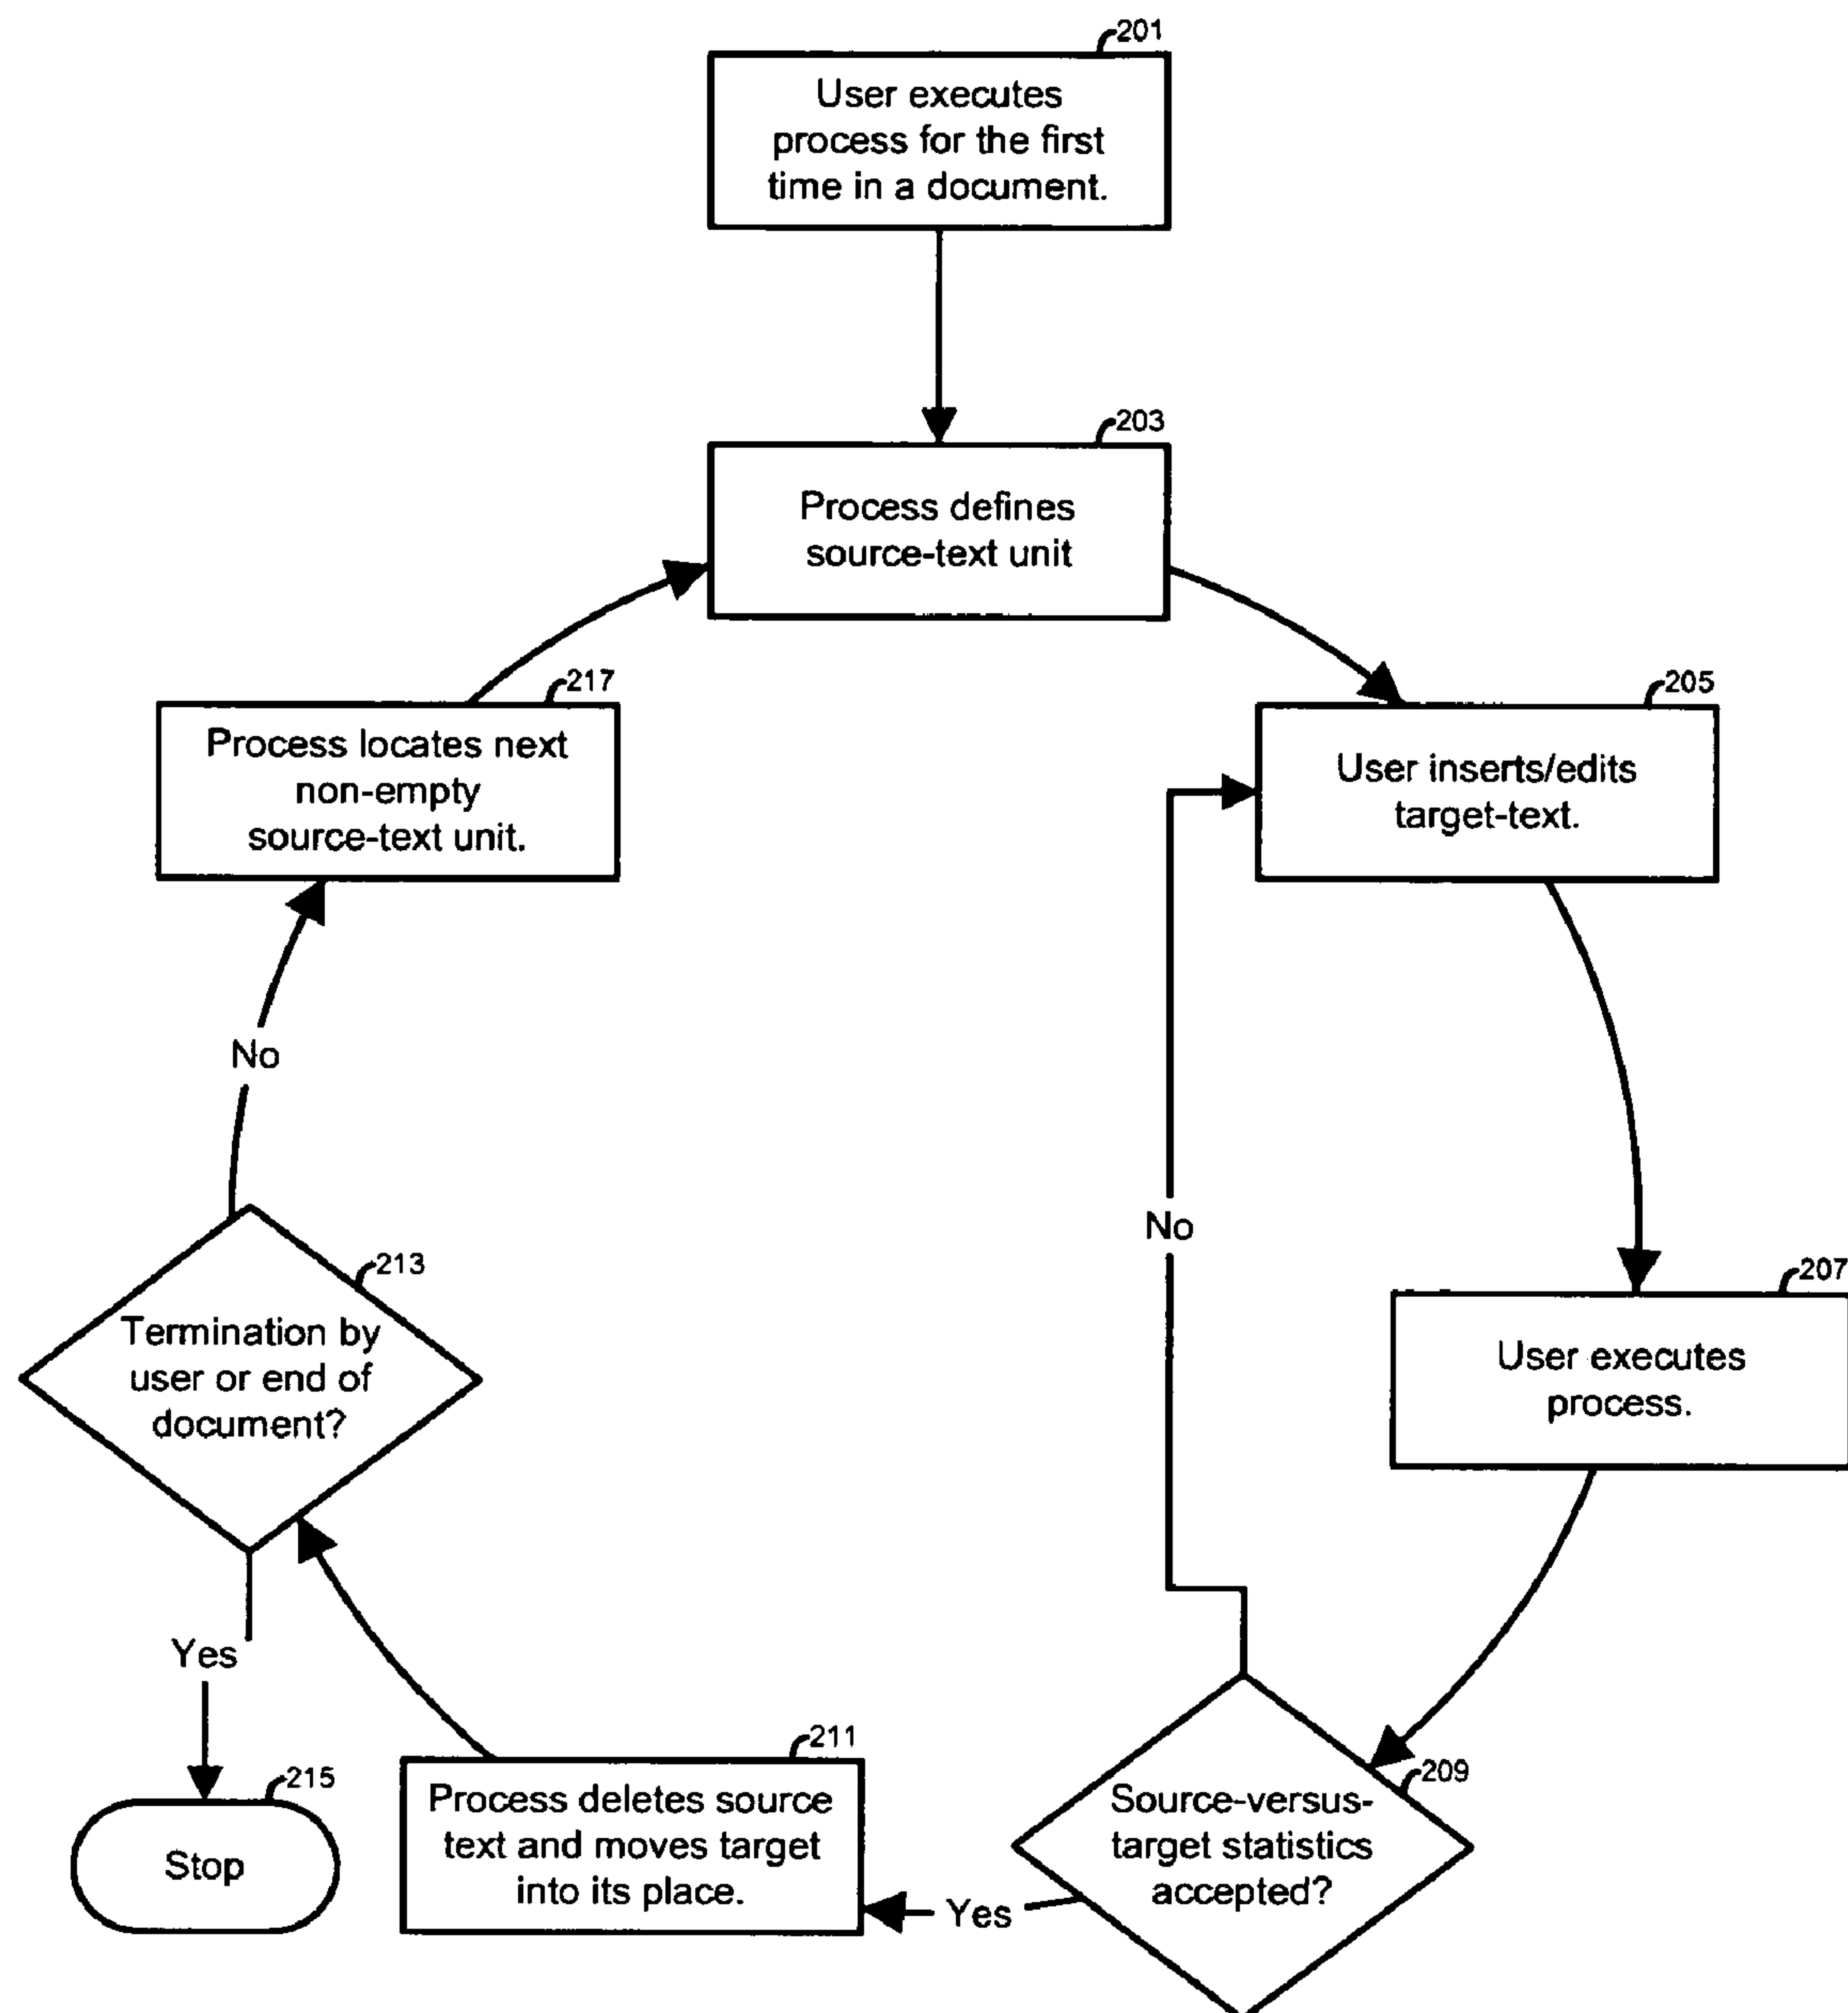 201
User executes
process for the first
time in a document.
203
Process defines
source-text unit
217
Process locates next
non-empty
source-text unit.
205
User inserts/edits
target-text.
No
No
213
Termination by
user or end of
document?
207
User executes
process.
Yes
215
Stop
211
Process deletes source
text and moves target
into its place.
Yes
209
Source-versus-
target statistics
accepted?